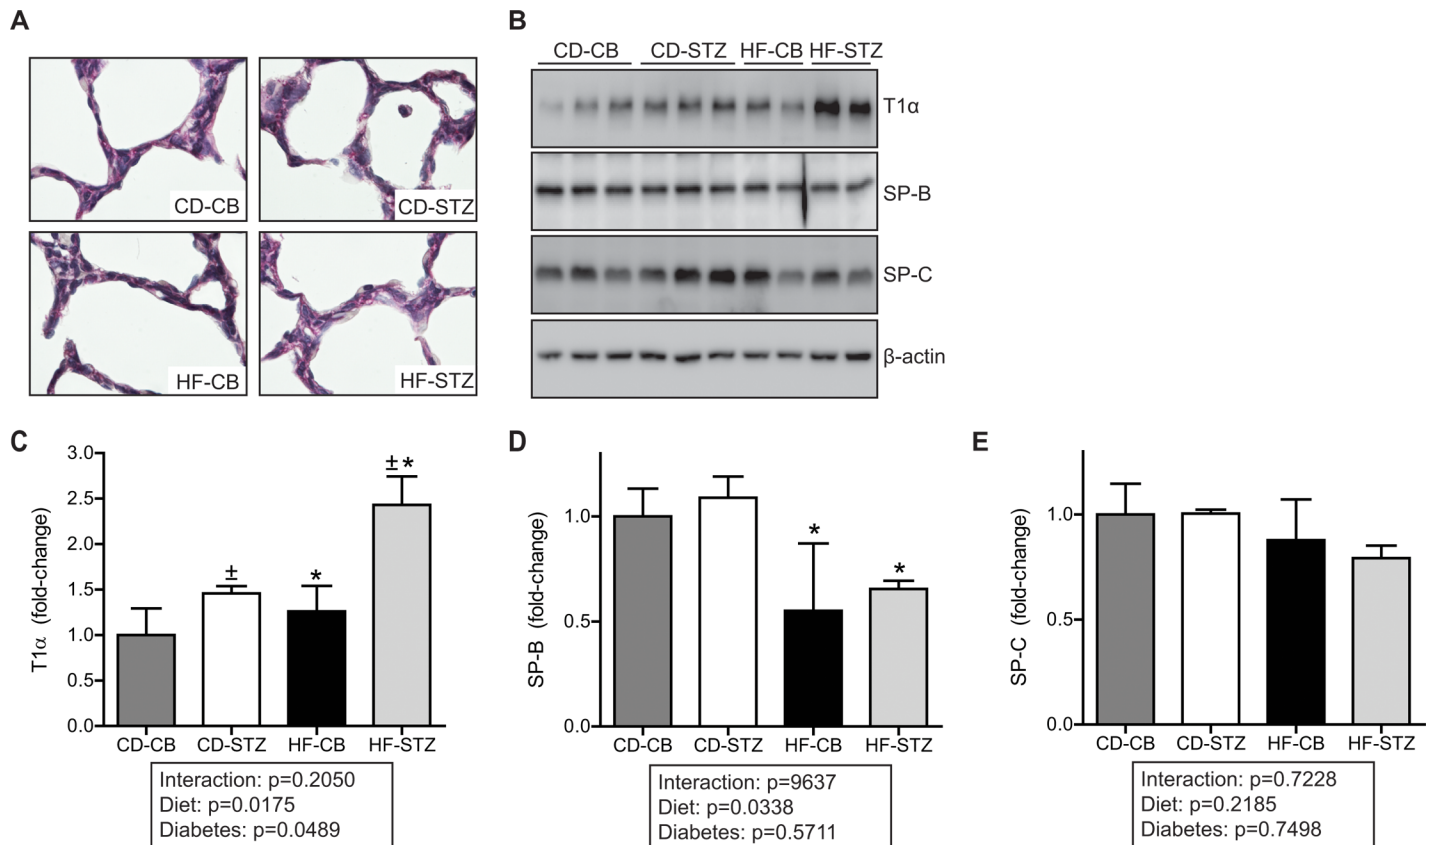 A
CD-CB
CD-STZ
HF-CB
HF-STZ
B
CD-CB CD-STZ HF-CB HF-STZ
T1α
SP-B
SP-C
β-actin
C
T1α (fold-change)
3.0
2.5
2.0
1.5
1.0
0.5
0.0
±
*
±*
CD-CB CD-STZ HF-CB HF-STZ
Interaction: p=0.2050
Diet: p=0.0175
Diabetes: p=0.0489
D
SP-B (fold-change)
1.0
0.5
0.0
*
*
CD-CB CD-STZ HF-CB HF-STZ
Interaction: p=9637
Diet: p=0.0338
Diabetes: p=0.5711
E
SP-C (fold-change)
1.0
0.5
0.0
CD-CB CD-STZ HF-CB HF-STZ
Interaction: p=0.7228
Diet: p=0.2185
Diabetes: p=0.7498